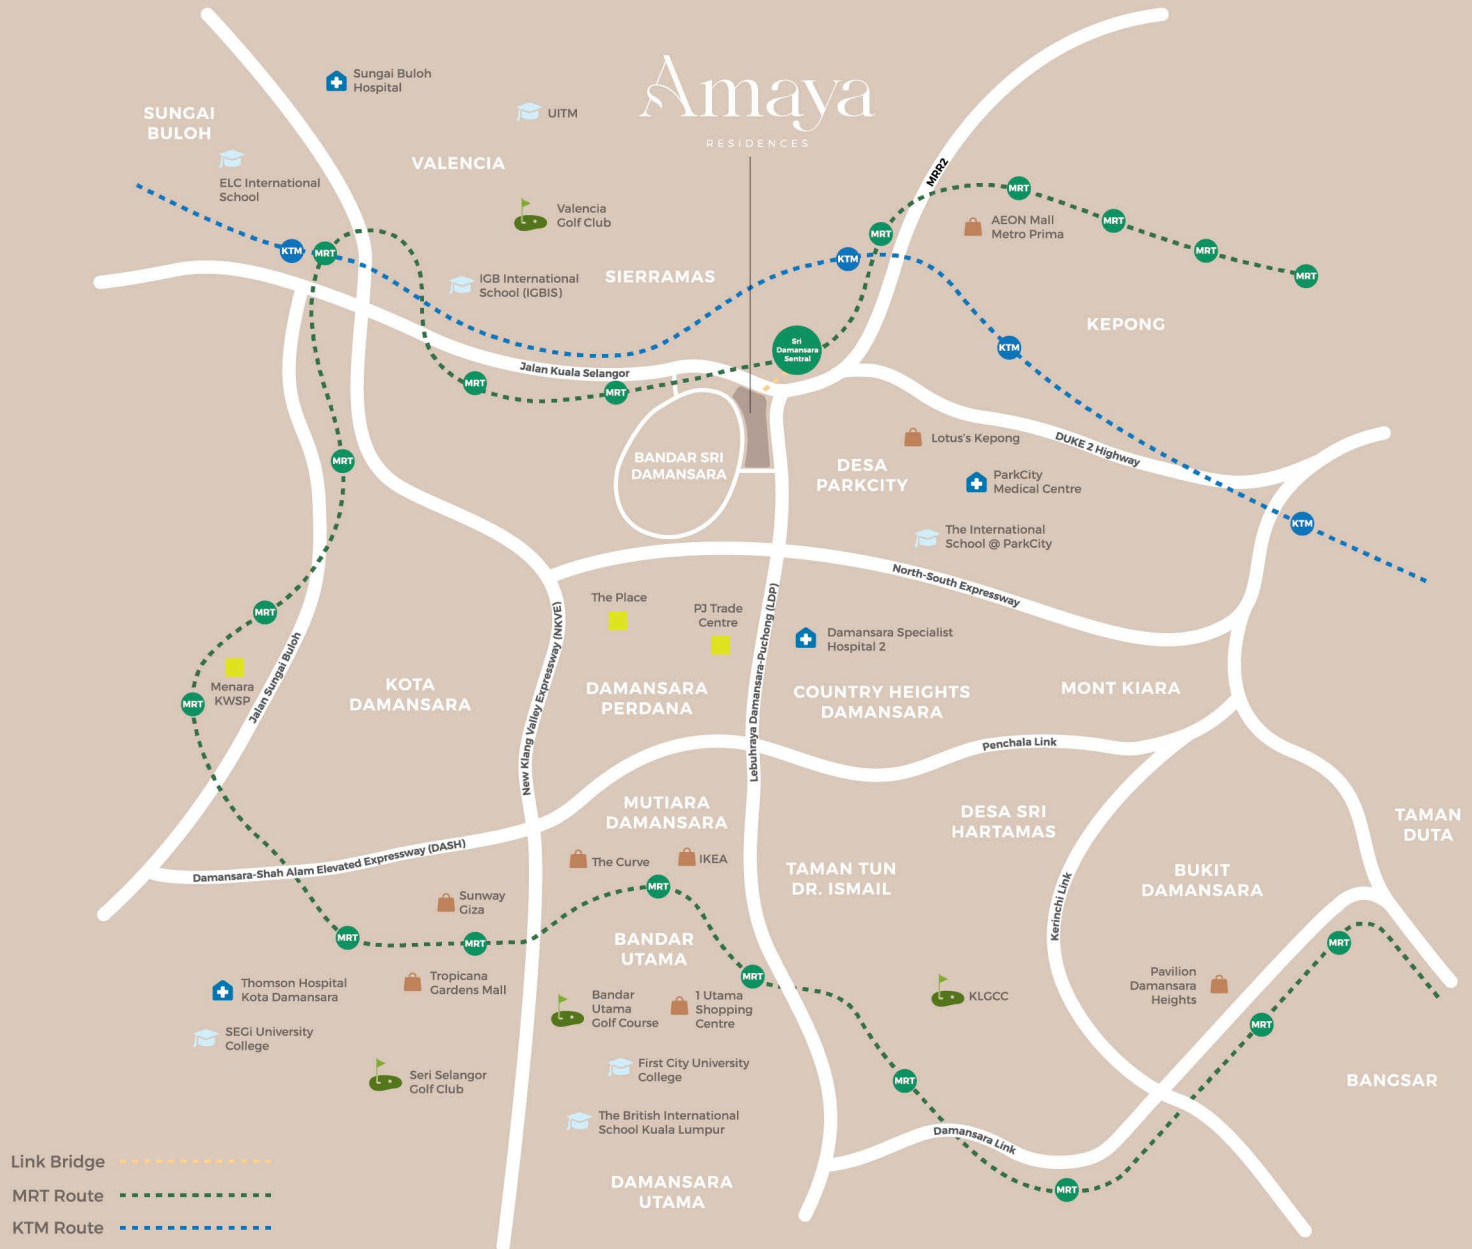 Amaya
RESIDENCES
Sungai Buloh
Hospital
SUNGAI
BULOH
UITM
VALENCIA
ELC International
School
Valencia
Golf Club
MRR2
MRT
AEON Mall
Metro Prima
MRT
MRT
MRT
MRT
KTM
MRT
KTM
IGB International
School (IGBIS)
SIERRAMAS
KEPONG
KTM
Sri
Damansara
Sentral
Jalan Kuala Selangor
MRT
MRT
BANDAR SRI
DAMANSARA
Lotus's Kepong
DUKE 2 Highway
DESA
PARKCITY
ParkCity
Medical Centre
MRT
KTM
The International
School @ ParkCity
North-South Expressway
The Place
PJ Trade
Centre
MRT
Damansara Specialist
Hospital 2
Menara
KWSP
MRT
Jalan Sungai Buloh
KOTA
DAMANSARA
New Klang Valley Expressway (NKVE)
DAMANSARA
PERDANA
Lebuhraya Damansara-Puchong (LDP)
COUNTRY HEIGHTS
DAMANSARA
MONT KIARA
Penchala Link
MUTIARA
DAMANSARA
DESA SRI
HARTAMAS
TAMAN
DUTA
Damansara-Shah Alam Elevated Expressway (DASH)
The Curve
IKEA
MRT
TAMAN TUN
DR. ISMAIL
BUKIT
DAMANSARA
Kerinchi Link
Sunway
Giza
MRT
MRT
BANDAR
UTAMA
MRT
MRT
Thomson Hospital
Kota Damansara
Tropicana
Gardens Mall
Bandar
Utama
Golf Course
1 Utama
Shopping
Centre
KLGCC
Pavilion
Damansara
Heights
MRT
SEGi University
College
Seri Selangor
Golf Club
First City University
College
MRT
BANGSAR
The British International
School Kuala Lumpur
Damansara Link
MRT
DAMANSARA
UTAMA
Link Bridge
MRT Route
KTM Route